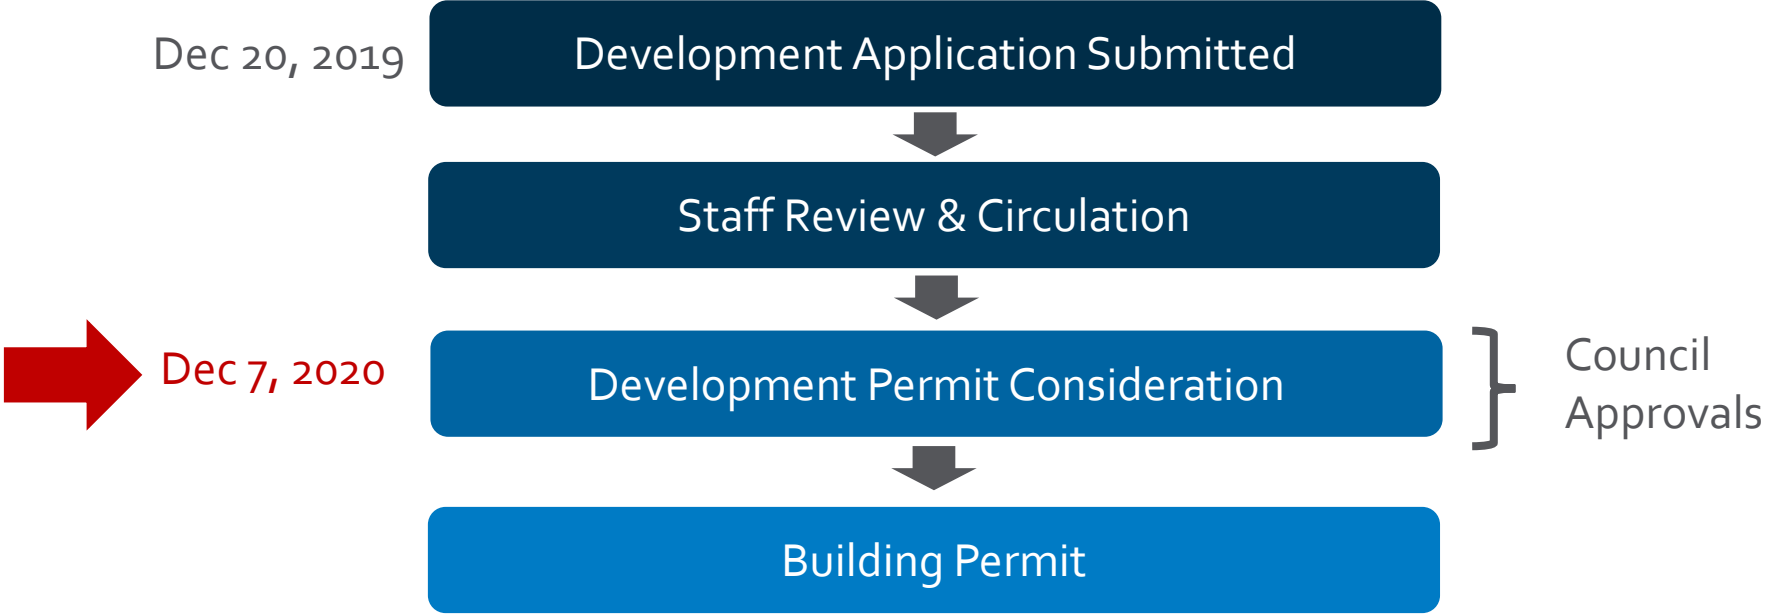 Dec 20, 2019
Development Application Submitted
Staff Review & Circulation
Dec 7, 2020
Development Permit Consideration
Council
Approvals
Building Permit